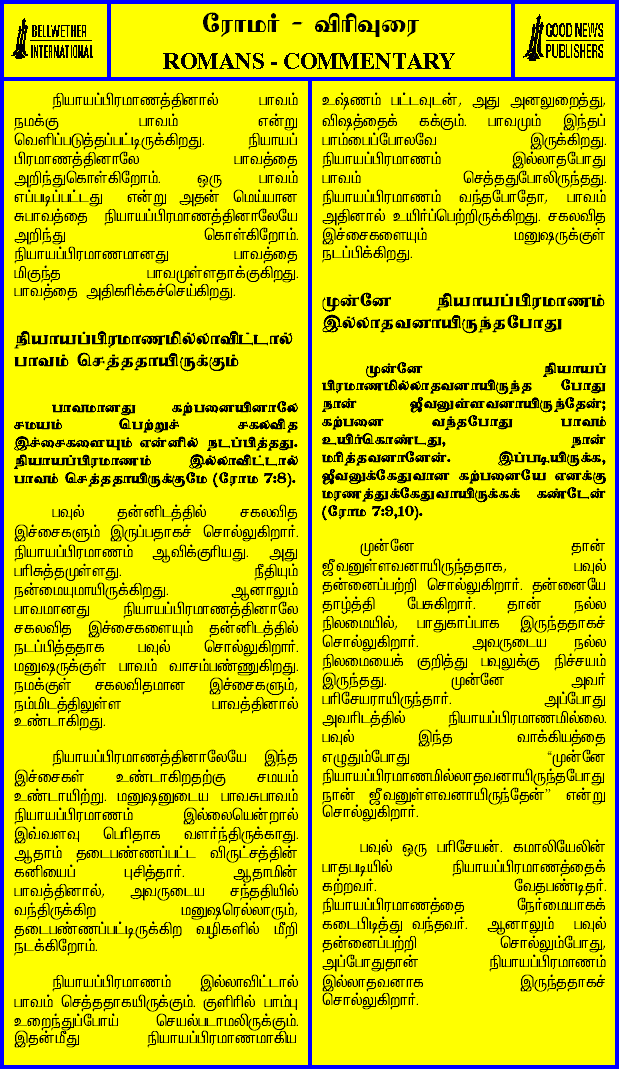 BELLWETHER
INTERNATIONAL
ரோமர் - விரிவுரை
ROMANS - COMMENTARY
GOOD NEWS
PUBLISHERS
நியாயப்பிரமாணத்தினால் பாவம்
நமக்கு பாவம் என்று
வெளிப்படுத்தப்பட்டிருக்கிறது. நியாயப்
பிரமாணத்தினாலே பாவத்தை
அறிந்துகொள்கிறோம். ஒரு பாவம்
எப்படிப்பட்டது என்று அதன் மெய்யான
சுபாவத்தை நியாயப்பிரமாணத்தினாலேயே
அறிந்து கொள்கிறோம்.
நியாயப்பிரமாணமானது பாவத்தை
மிகுந்த பாவமுள்ளதாக்குகிறது.
பாவத்தை அதிகரிக்கச்செய்கிறது.
நியாயப்பிரமாணமில்லாவிட்டால்
பாவம் செத்ததாயிருக்கும்
பாவமானது கற்பனையினாலே
சமயம் பெற்றுச் சகலவித
இச்சைகளையும் என்னில் நடப்பித்தது.
நியாயப்பிரமாணம் இல்லாவிட்டால்
பாவம் செத்ததாயிருக்குமே (ரோம 7:8).
பவுல் தன்னிடத்தில் சகலவித
இச்சைகளும் இருப்பதாகச் சொல்லுகிறார்.
நியாயப்பிரமாணம் ஆவிக்குரியது. அது
பரிசுத்தமுள்ளது. நீதியும்
நன்மையுமாயிருக்கிறது. ஆனாலும்
பாவமானது நியாயப்பிரமாணத்தினாலே
சகலவித இச்சைகளையும் தன்னிடத்தில்
நடப்பித்ததாக பவுல் சொல்லுகிறார்.
மனுஷருக்குள் பாவம் வாசம்பண்ணுகிறது.
நமக்குள் சகலவிதமான இச்சைகளும்,
நம்மிடத்திலுள்ள பாவத்தினால்
உண்டாகிறது.
நியாயப்பிரமாணத்தினாலேயே இந்த
இச்சைகள் உண்டாகிறதற்கு சமயம்
உண்டாயிற்று. மனுஷனுடைய பாவசுபாவம்
நியாயப்பிரமாணம் இல்லையென்றால்
இவ்வளவு பெரிதாக வளர்ந்திருக்காது.
ஆதாம் தடைபண்ணப்பட்ட விருட்சத்தின்
கனியைப் புசித்தார். ஆதாமின்
பாவத்தினால், அவருடைய சந்ததியில்
வந்திருக்கிற மனுஷரெல்லாரும்,
தடைபண்ணப்பட்டிருக்கிற வழிகளில் மீறி
நடக்கிறோம்.
நியாயப்பிரமாணம் இல்லாவிட்டால்
பாவம் செத்ததாகயிருக்கும். குளிரில் பாம்பு
உறைந்துப்போய் செயல்படாமலிருக்கும்.
இதன்மீது நியாயப்பிரமாணமாகிய
உஷ்ணம் பட்டவுடன், அது அனலுறைத்து,
விஷத்தைக் கக்கும். பாவமும் இந்தப்
பாம்பைப்போலவே இருக்கிறது.
நியாயப்பிரமாணம் இல்லாதபோது
பாவம் செத்ததுபோலிருந்தது.
நியாயப்பிரமாணம் வந்தபோதோ, பாவம்
அதினால் உயிர்ப்பெற்றிருக்கிறது. சகலவித
இச்சைகளையும் மனுஷருக்குள்
நடப்பிக்கிறது.
முன்னே நியாயப்பிரமாணம்
இல்லாதவனாயிருந்தபோது
முன்னே நியாயப்
பிரமாணமில்லாதவனாயிருந்த போது
நான் ஜீவனுள்ளவனாயிருந்தேன்;
கற்பனை வந்தபோது பாவம்
உயிர்கொண்டது, நான்
மரித்தவனானேன். இப்படியிருக்க,
ஜீவனுக்கேதுவான கற்பனையே எனக்கு
மரணத்துக்கேதுவாயிருக்கக் கண்டேன்
(ரோம 7:9,10).
முன்னே தான்
ஜீவனுள்ளவனாயிருந்ததாக, பவுல்
தன்னைப்பற்றி சொல்லுகிறார். தன்னையே
தாழ்த்தி பேசுகிறார். தான் நல்ல
நிலமையில், பாதுகாப்பாக இருந்ததாகச்
சொல்லுகிறார். அவருடைய நல்ல
நிலமையைக் குறித்து பவுலுக்கு நிச்சயம்
இருந்தது. முன்னே அவர்
பரிசேயராயிருந்தார். அப்போது
அவரிடத்தில் நியாயப்பிரமாணமில்லை.
பவுல் இந்த வாக்கியத்தை
எழுதும்போது “முன்னே
நியாயப்பிரமாணமில்லாதவனாயிருந்தபோது
நான் ஜீவனுள்ளவனாயிருந்தேன்” என்று
சொல்லுகிறார்.
பவுல் ஒரு பரிசேயன். கமாலியேலின்
பாதபடியில் நியாயப்பிரமாணத்தைக்
கற்றவர். வேதபண்டிதர்.
நியாயப்பிரமாணத்தை நேர்மையாகக்
கடைபிடித்து வந்தவர். ஆனாலும் பவுல்
தன்னைப்பற்றி சொல்லும்போது,
அப்போதுதான் நியாயப்பிரமாணம்
இல்லாதவனாக இருந்ததாகச்
சொல்லுகிறார்.